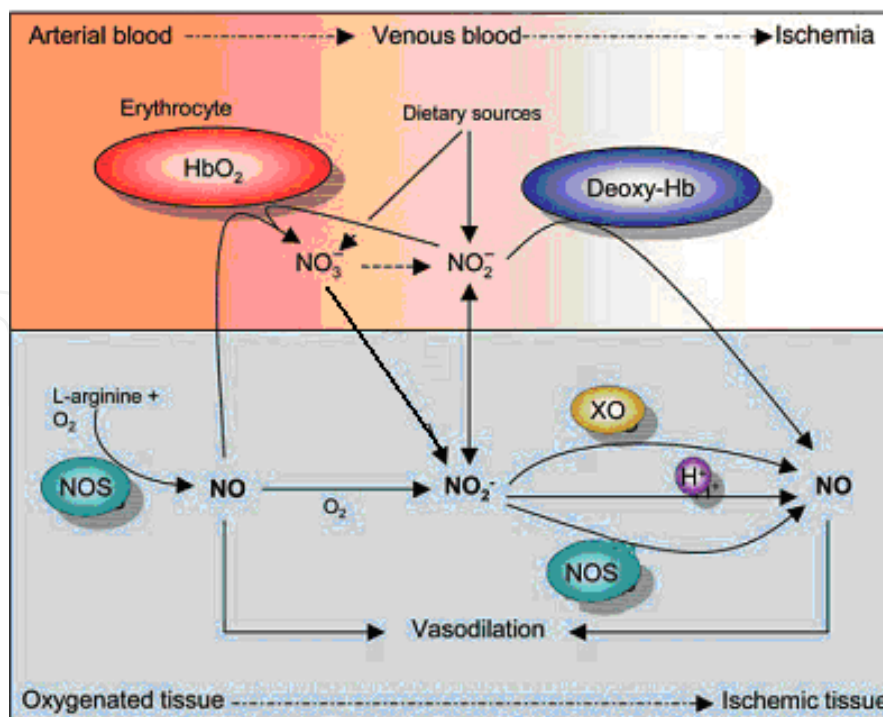 Arterial blood Venous blood Ischemia
Erythrocyte
Dietary sources
HbO₂
Deoxy-Hb
NO₃⁻ NO₂⁻
L-arginine +
O₂
XO
NOS NO O₂ NO₂⁻ H⁺ NO
NOS
Vasodilation
Oxygenated tissue Ischemic tissue